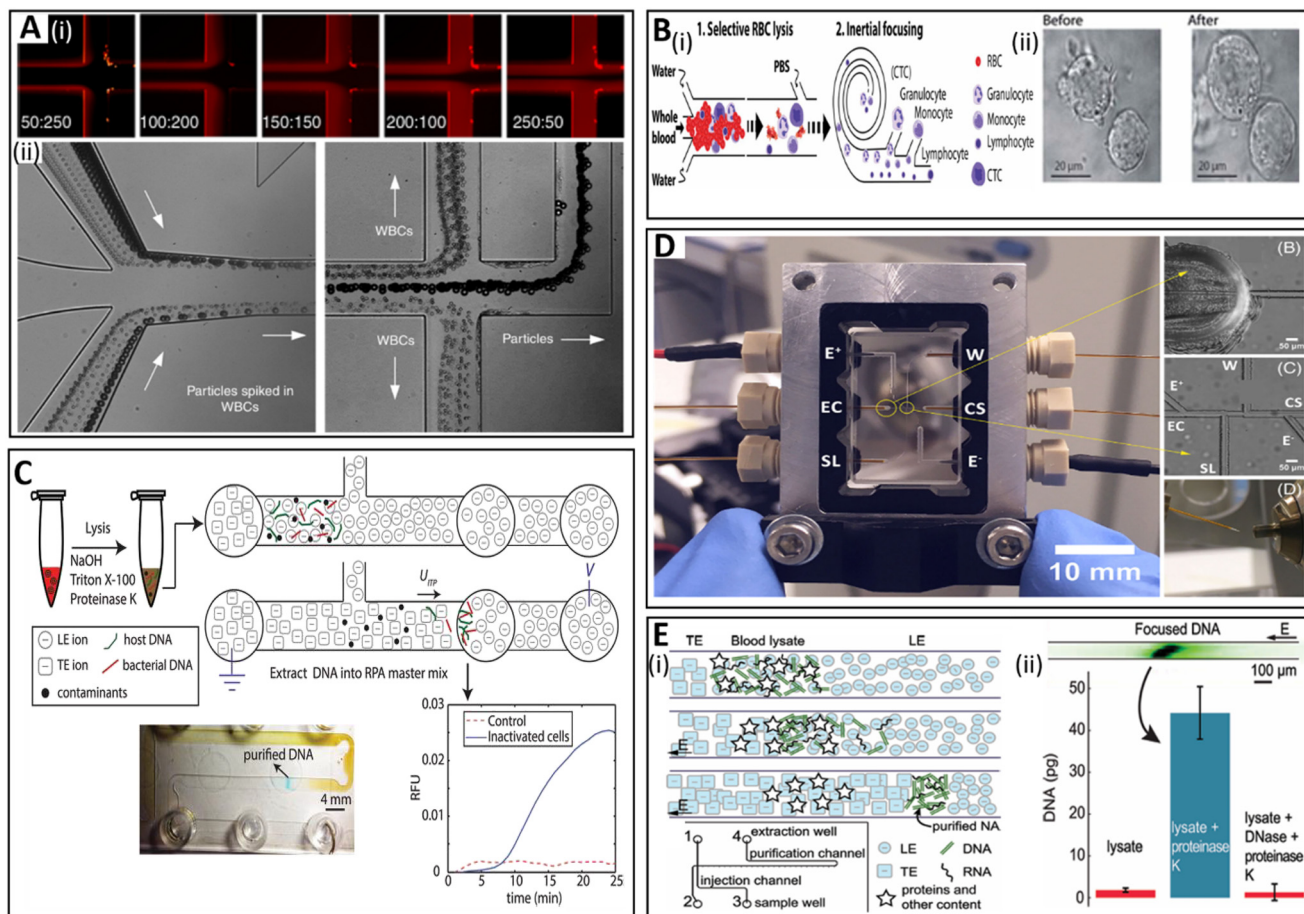 A (i)
50:250
100:200
150:150
200:100
250:50
(ii)
Particles spiked in
WBCs
WBCs
WBCs
Particles
B (i)
1. Selective RBC lysis
2. Inertial focusing
Water
Whole
blood
Water
PBS
(CTC)
Granulocyte
Monocyte
Lymphocyte
RBC
Granulocyte
Monocyte
Lymphocyte
CTC
(ii)
Before
After
20 µm
20 µm
C
Lysis
NaOH
Triton X-100
Proteinase K
U ITP
V
LE ion
host DNA
TE ion
bacterial DNA
contaminants
Extract DNA into RPA master mix
purified DNA
4 mm
0.03
0.02
0.01
0
RFU
Control
Inactivated cells
0
5
10
15
20
25
time (min)
D
E+
W
EC
CS
SL
E-
10 mm
(B)
50 µm
(C)
W
E+
CS
EC
E-
SL
50 µm
(D)
E
(i)
TE
Blood lysate
LE
E
E
purified NA
1
4
extraction well
purification channel
injection channel
2
3
sample well
LE
DNA
TE
RNA
proteins and
other content
(ii)
Focused DNA
E
100 µm
50
40
30
20
10
0
DNA (pg)
lysate
lysate +
proteinase
K
lysate +
DNase +
proteinase
K